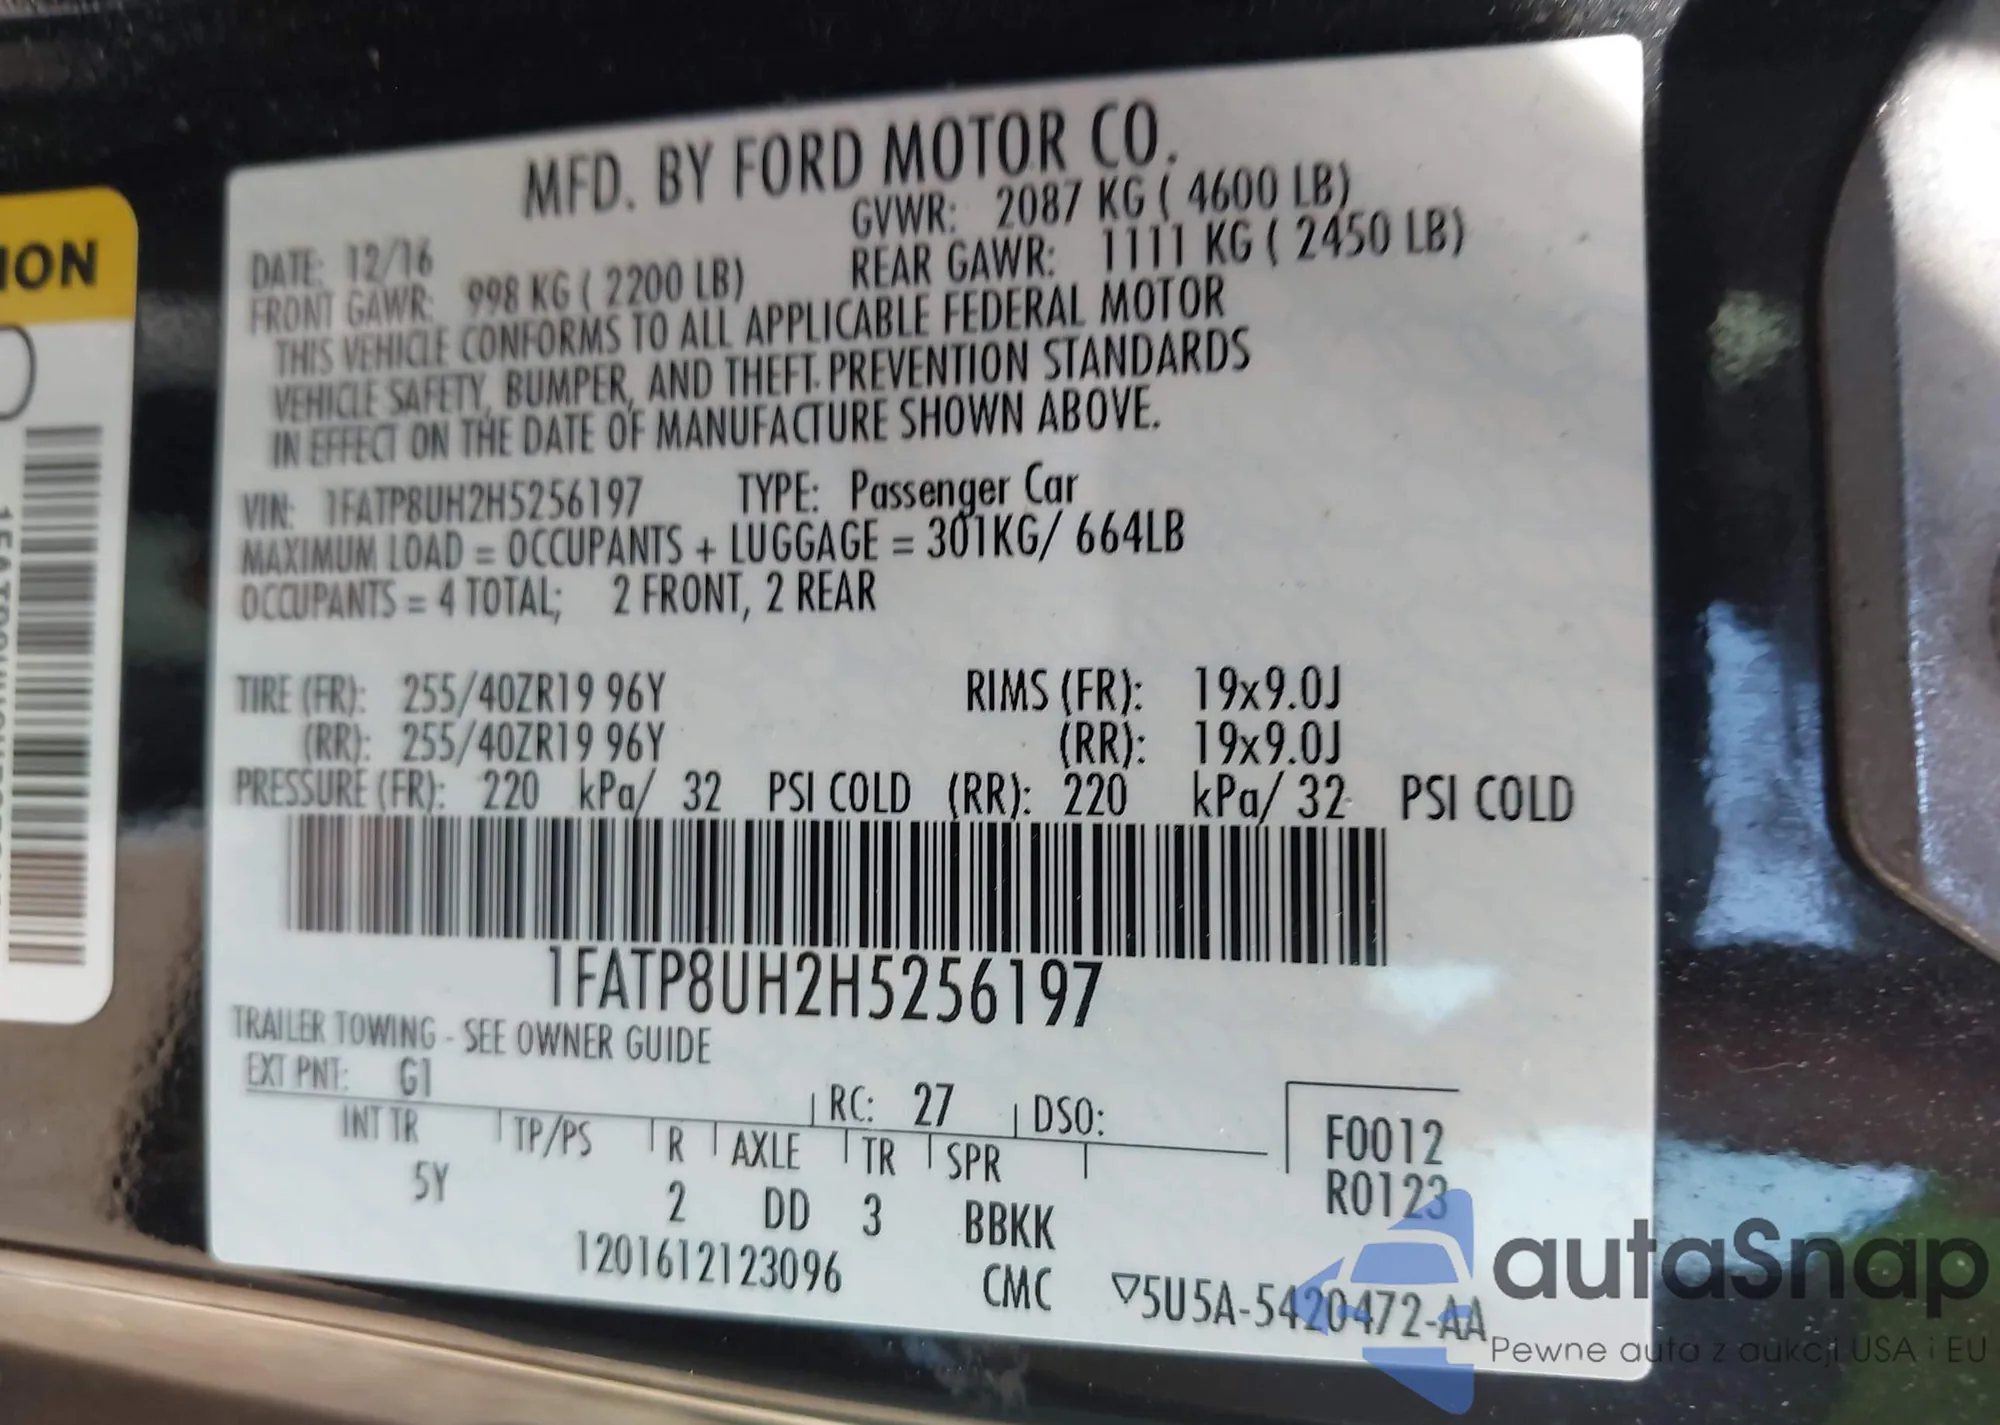 ION
MFD. BY FORD MOTOR CO.
DATE: 12/16 GVWR: 2087 KG ( 4600 LB)
FRONT GAWR: 998 KG ( 2200 LB) REAR GAWR: 1111 KG ( 2450 LB)
THIS VEHICLE CONFORMS TO ALL APPLICABLE FEDERAL MOTOR
VEHICLE SAFETY, BUMPER, AND THEFT PREVENTION STANDARDS
IN EFFECT ON THE DATE OF MANUFACTURE SHOWN ABOVE.
VIN: 1FATP8UH2H5256197 TYPE: Passenger Car
MAXIMUM LOAD = OCCUPANTS + LUGGAGE = 301KG/ 664LB
OCCUPANTS = 4 TOTAL; 2 FRONT, 2 REAR
TIRE (FR): 255/40ZR19 96Y RIMS (FR): 19x9.0J
(RR): 255/40ZR19 96Y (RR): 19x9.0J
PRESSURE (FR): 220 kPa/ 32 PSI COLD (RR): 220 kPa/ 32 PSI COLD
1FATP8UH2H5256197
TRAILER TOWING - SEE OWNER GUIDE
EXT PNT: G1 RC: 27 DSO:
INT TR TP/PS R AXLE TR SPR F0012
5Y 2 DD 3 BBKK R0123
1201612123096 CMC ▽5U5A-5420472-AA
autaSnap
Pewne auta z aukcji USA i EU